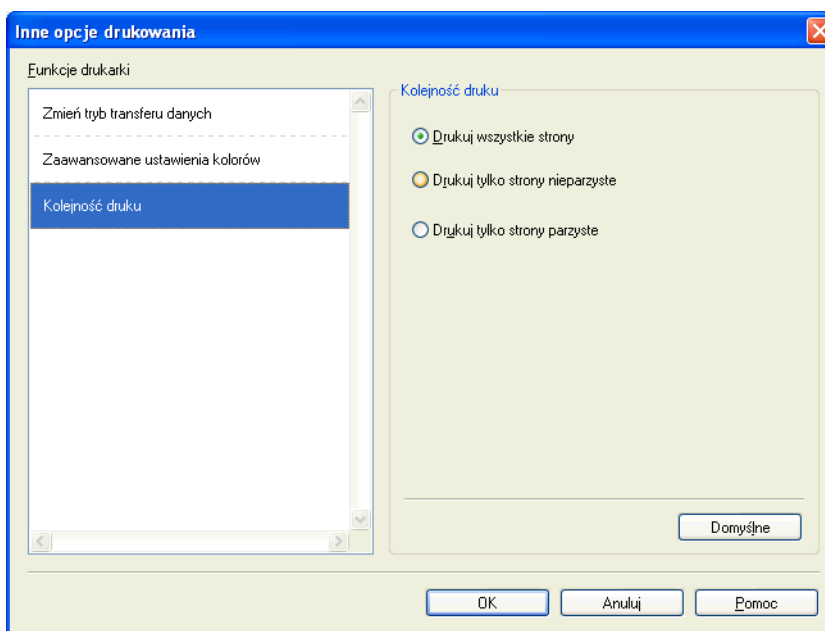 Inne opcje drukowania
Funkcje drukarki
Zmień tryb transferu danych
Zaawansowane ustawienia kolorów
Kolejność druku
Kolejność druku
Drukuj wszystkie strony
Drukuj tylko strony nieparzyste
Drukuj tylko strony parzyste
Domyślne
OK
Anuluj
Pomoc